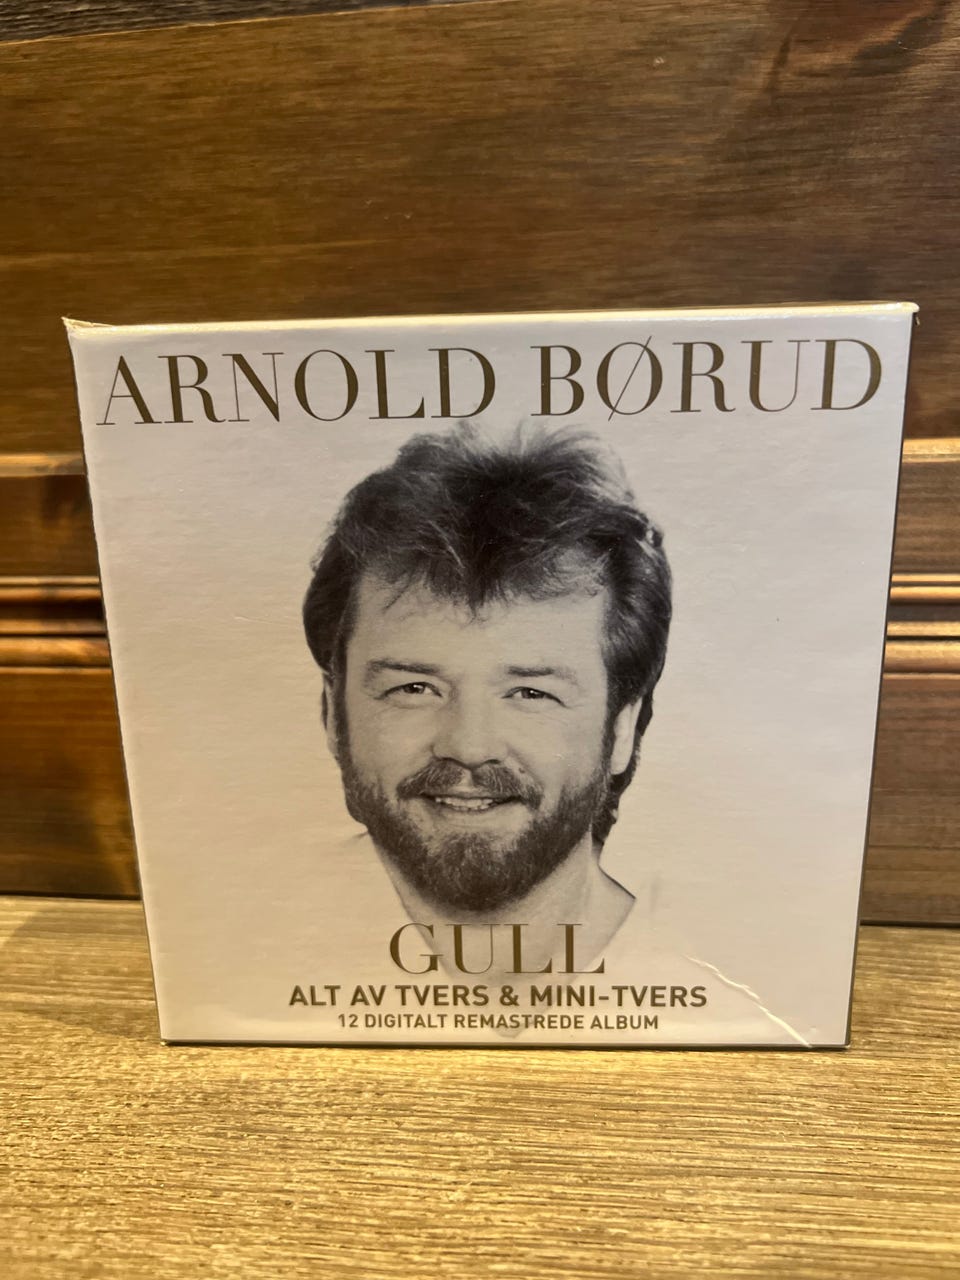 ARNOLD BØRUD
GULL
ALT AV TVERS & MINI-TVERS
12 DIGITALT REMASTREDE ALBUM